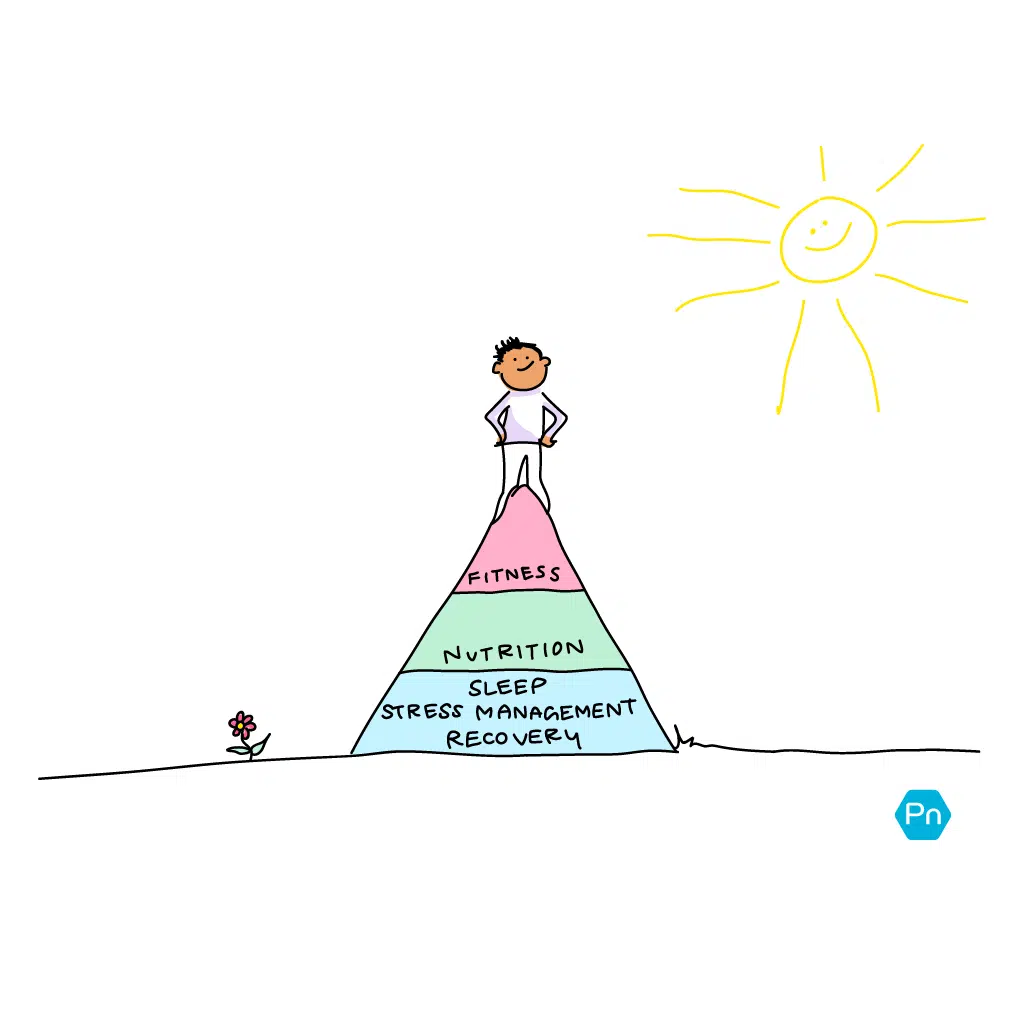 FITNESS
NUTRITION
SLEEP
STRESS MANAGEMENT
RECOVERY
Pn